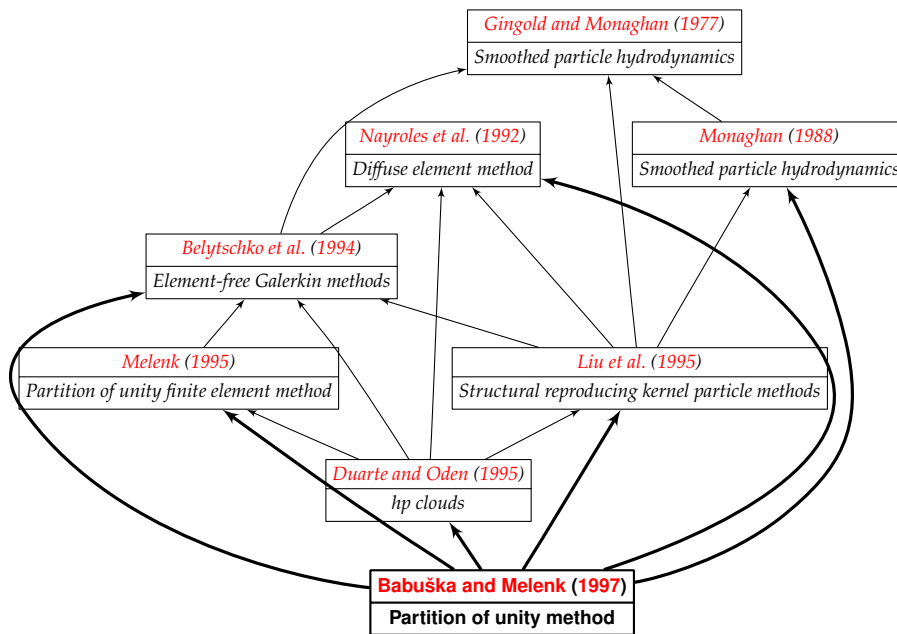 Gingold and Monaghan (1977)
Smoothed particle hydrodynamics
Nayroles et al. (1992)
Diffuse element method
Monaghan (1988)
Smoothed particle hydrodynamics
Belytschko et al. (1994)
Element-free Galerkin methods
Melenk (1995)
Partition of unity finite element method
Liu et al. (1995)
Structural reproducing kernel particle methods
Duarte and Oden (1995)
hp clouds
Babuška and Melenk (1997)
Partition of unity method